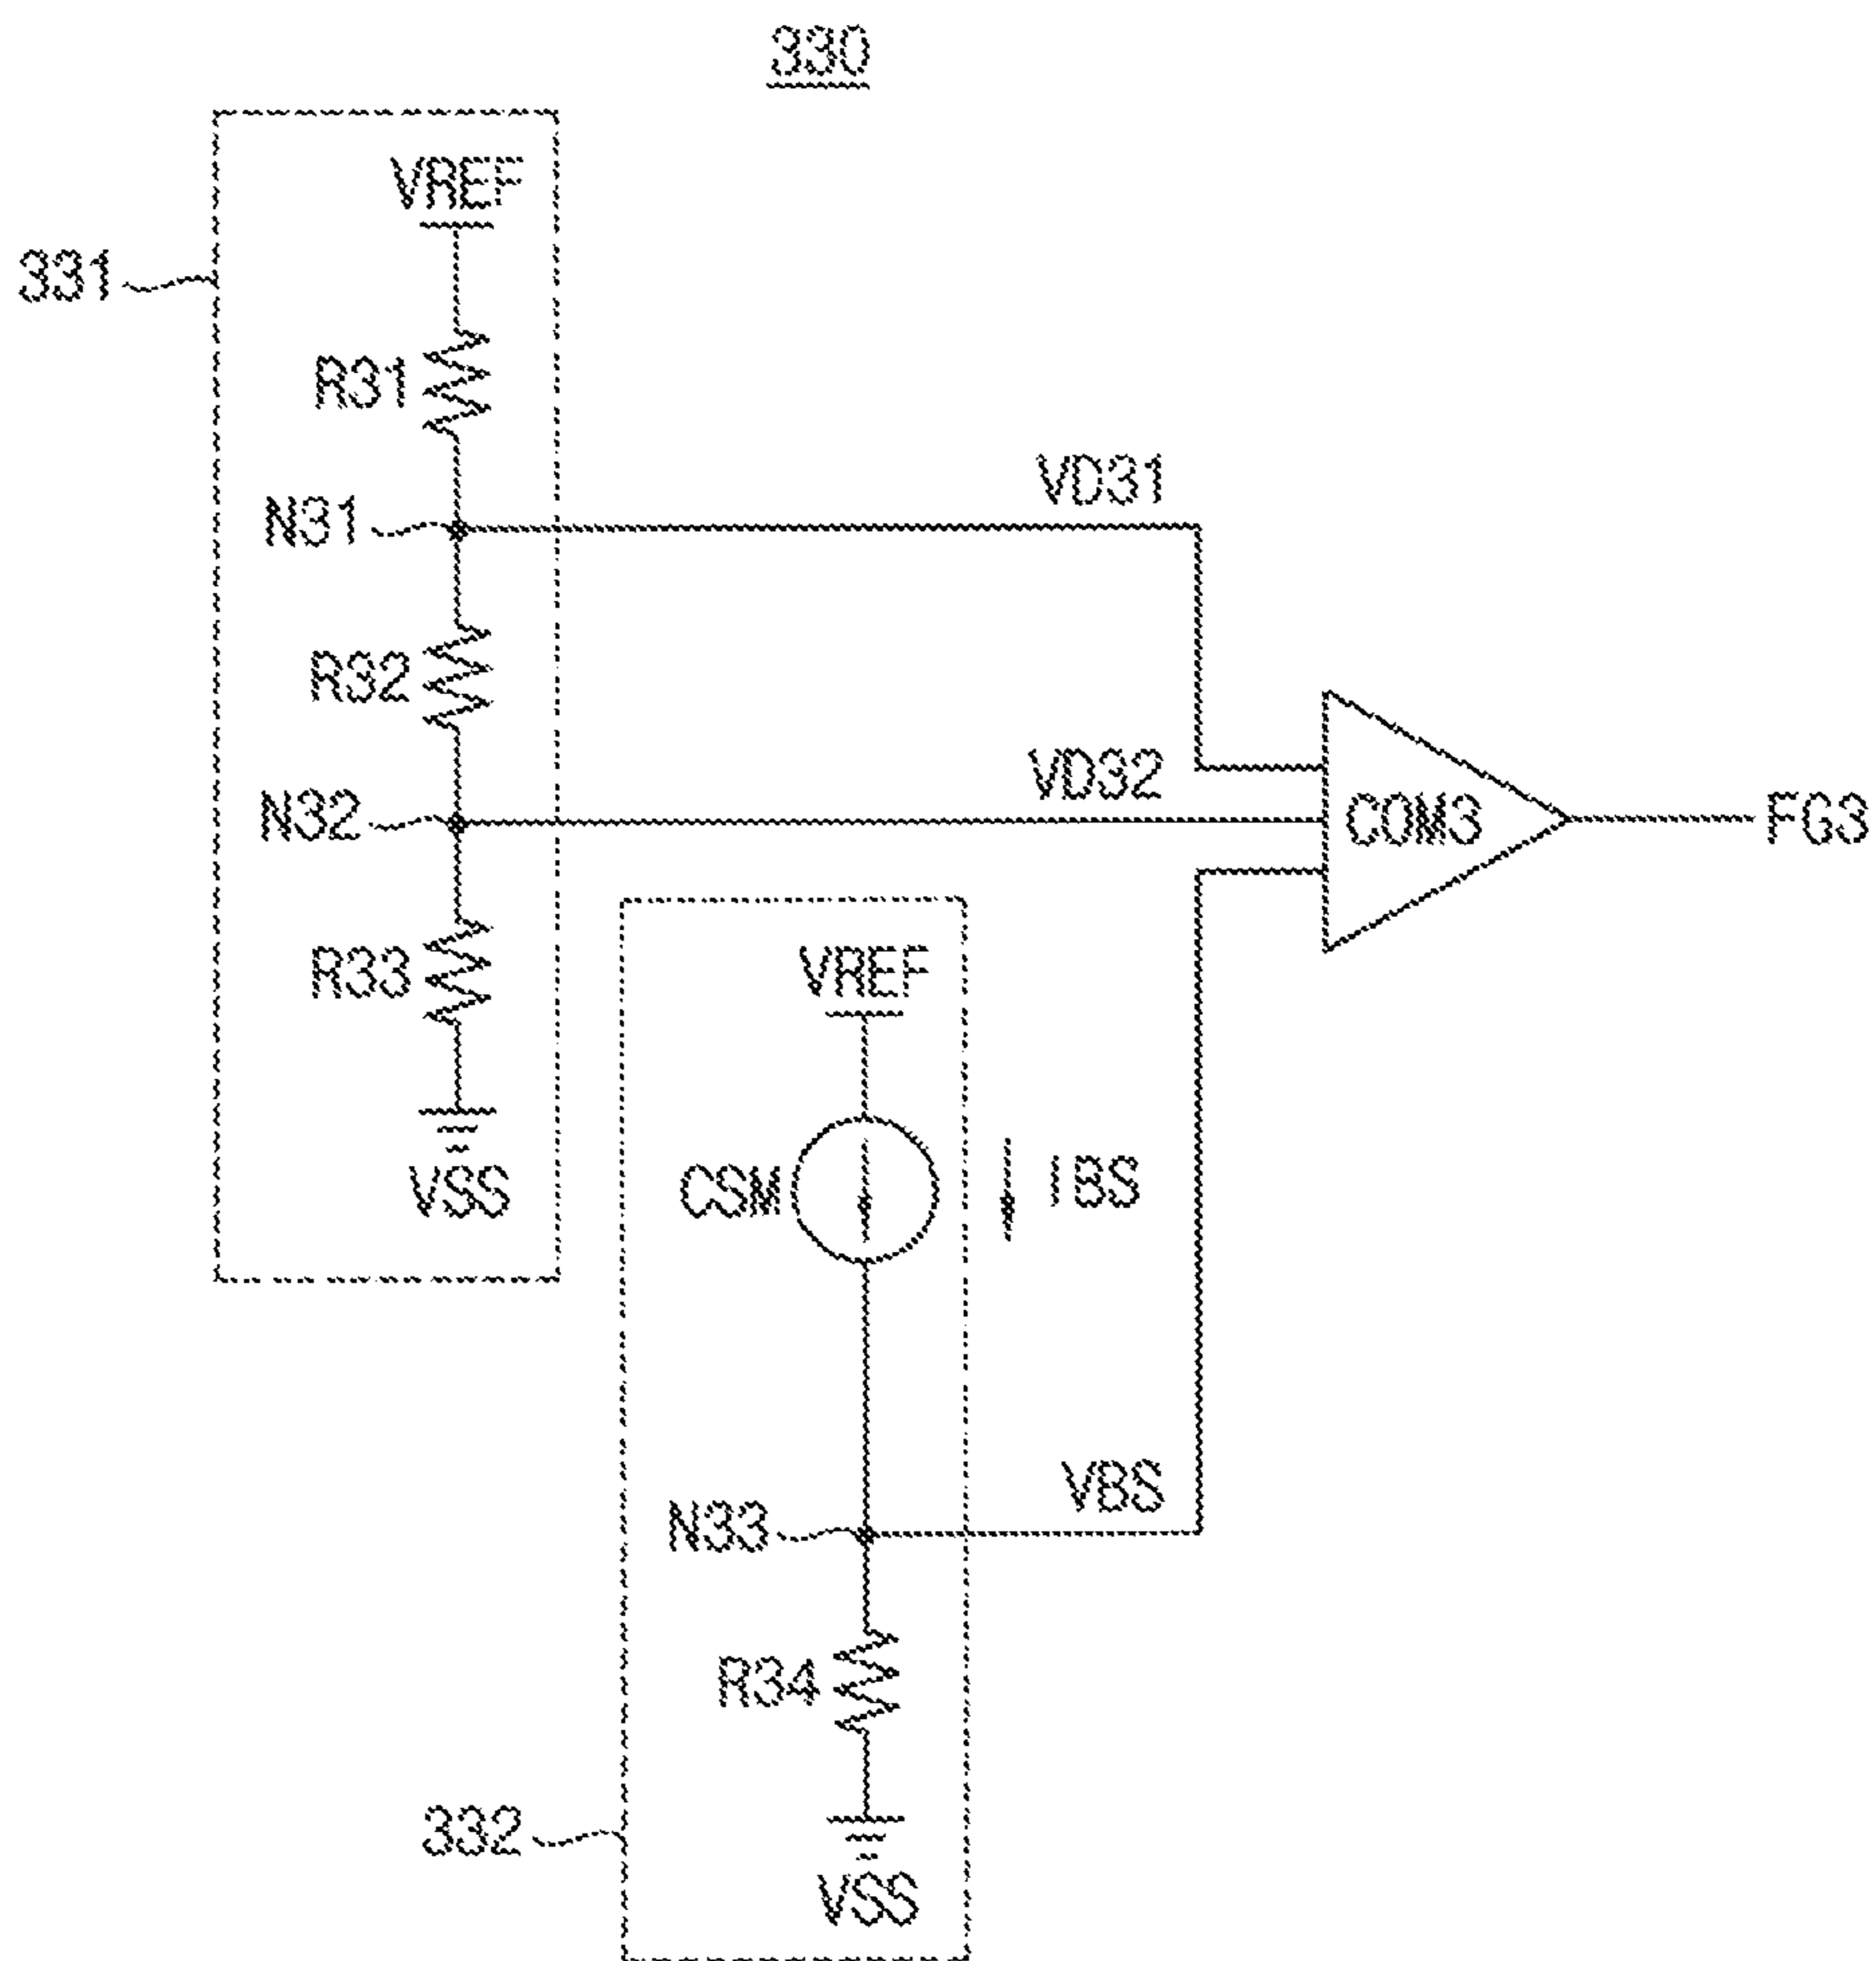 330
VREF
331
R31
VD31
N31
R32
VD32
N32
COM3
FG3
R33
VREF
VSS
CSM
IBS
VBS
N33
R34
332
VSS